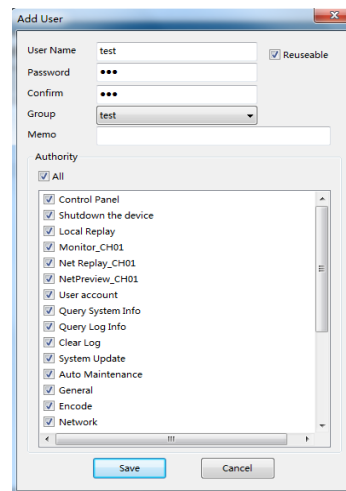 Add User
User Name test Reuseable
Password •••
Confirm •••
Group test
Memo
Authority
All
Control Panel
Shutdown the device
Local Replay
Monitor_CH01
Net Replay_CH01
NetPreview_CH01
User account
Query System Info
Query Log Info
Clear Log
System Update
Auto Maintenance
General
Encode
Network
Save Cancel